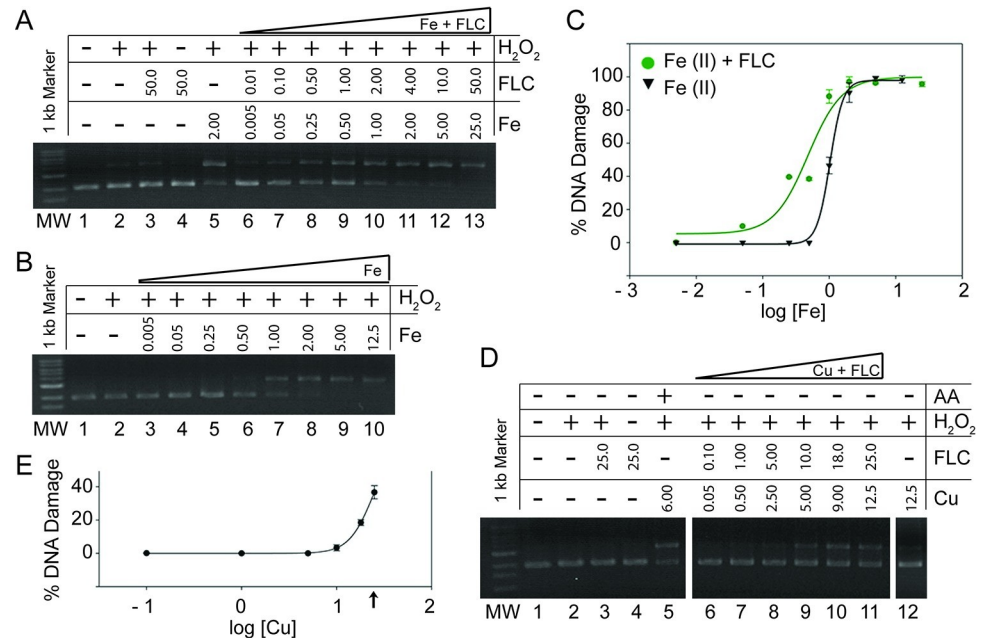 A
Fe + FLC
1 kb Marker
– + + – + + + + + + + + + H₂O₂
– – 50.0 50.0 – 0.01 0.10 0.50 1.00 2.00 4.00 10.0 50.0 FLC
– – – – 2.00 0.005 0.05 0.25 0.50 1.00 2.00 5.00 25.0 Fe
MW 1 2 3 4 5 6 7 8 9 10 11 12 13
B
Fe
1 kb Marker
– + + + + + + + + + H₂O₂
– – 0.005 0.05 0.25 0.50 1.00 2.00 5.00 12.5 Fe
MW 1 2 3 4 5 6 7 8 9 10
C
Fe (II) + FLC
Fe (II)
% DNA Damage
100
80
60
40
20
0
- 3 - 2 - 1 0 1 2
log [Fe]
D
Cu + FLC
1 kb Marker
– – – – + – – – – – – – AA
– + + – + + + + + + + + H₂O₂
– – 25.0 25.0 – 0.10 1.00 5.00 10.0 18.0 25.0 – FLC
– – – – 6.00 0.05 0.50 2.50 5.00 9.00 12.5 12.5 Cu
MW 1 2 3 4 5 6 7 8 9 10 11 12
E
% DNA Damage
40
20
0
- 1 0 1 2
log [Cu]